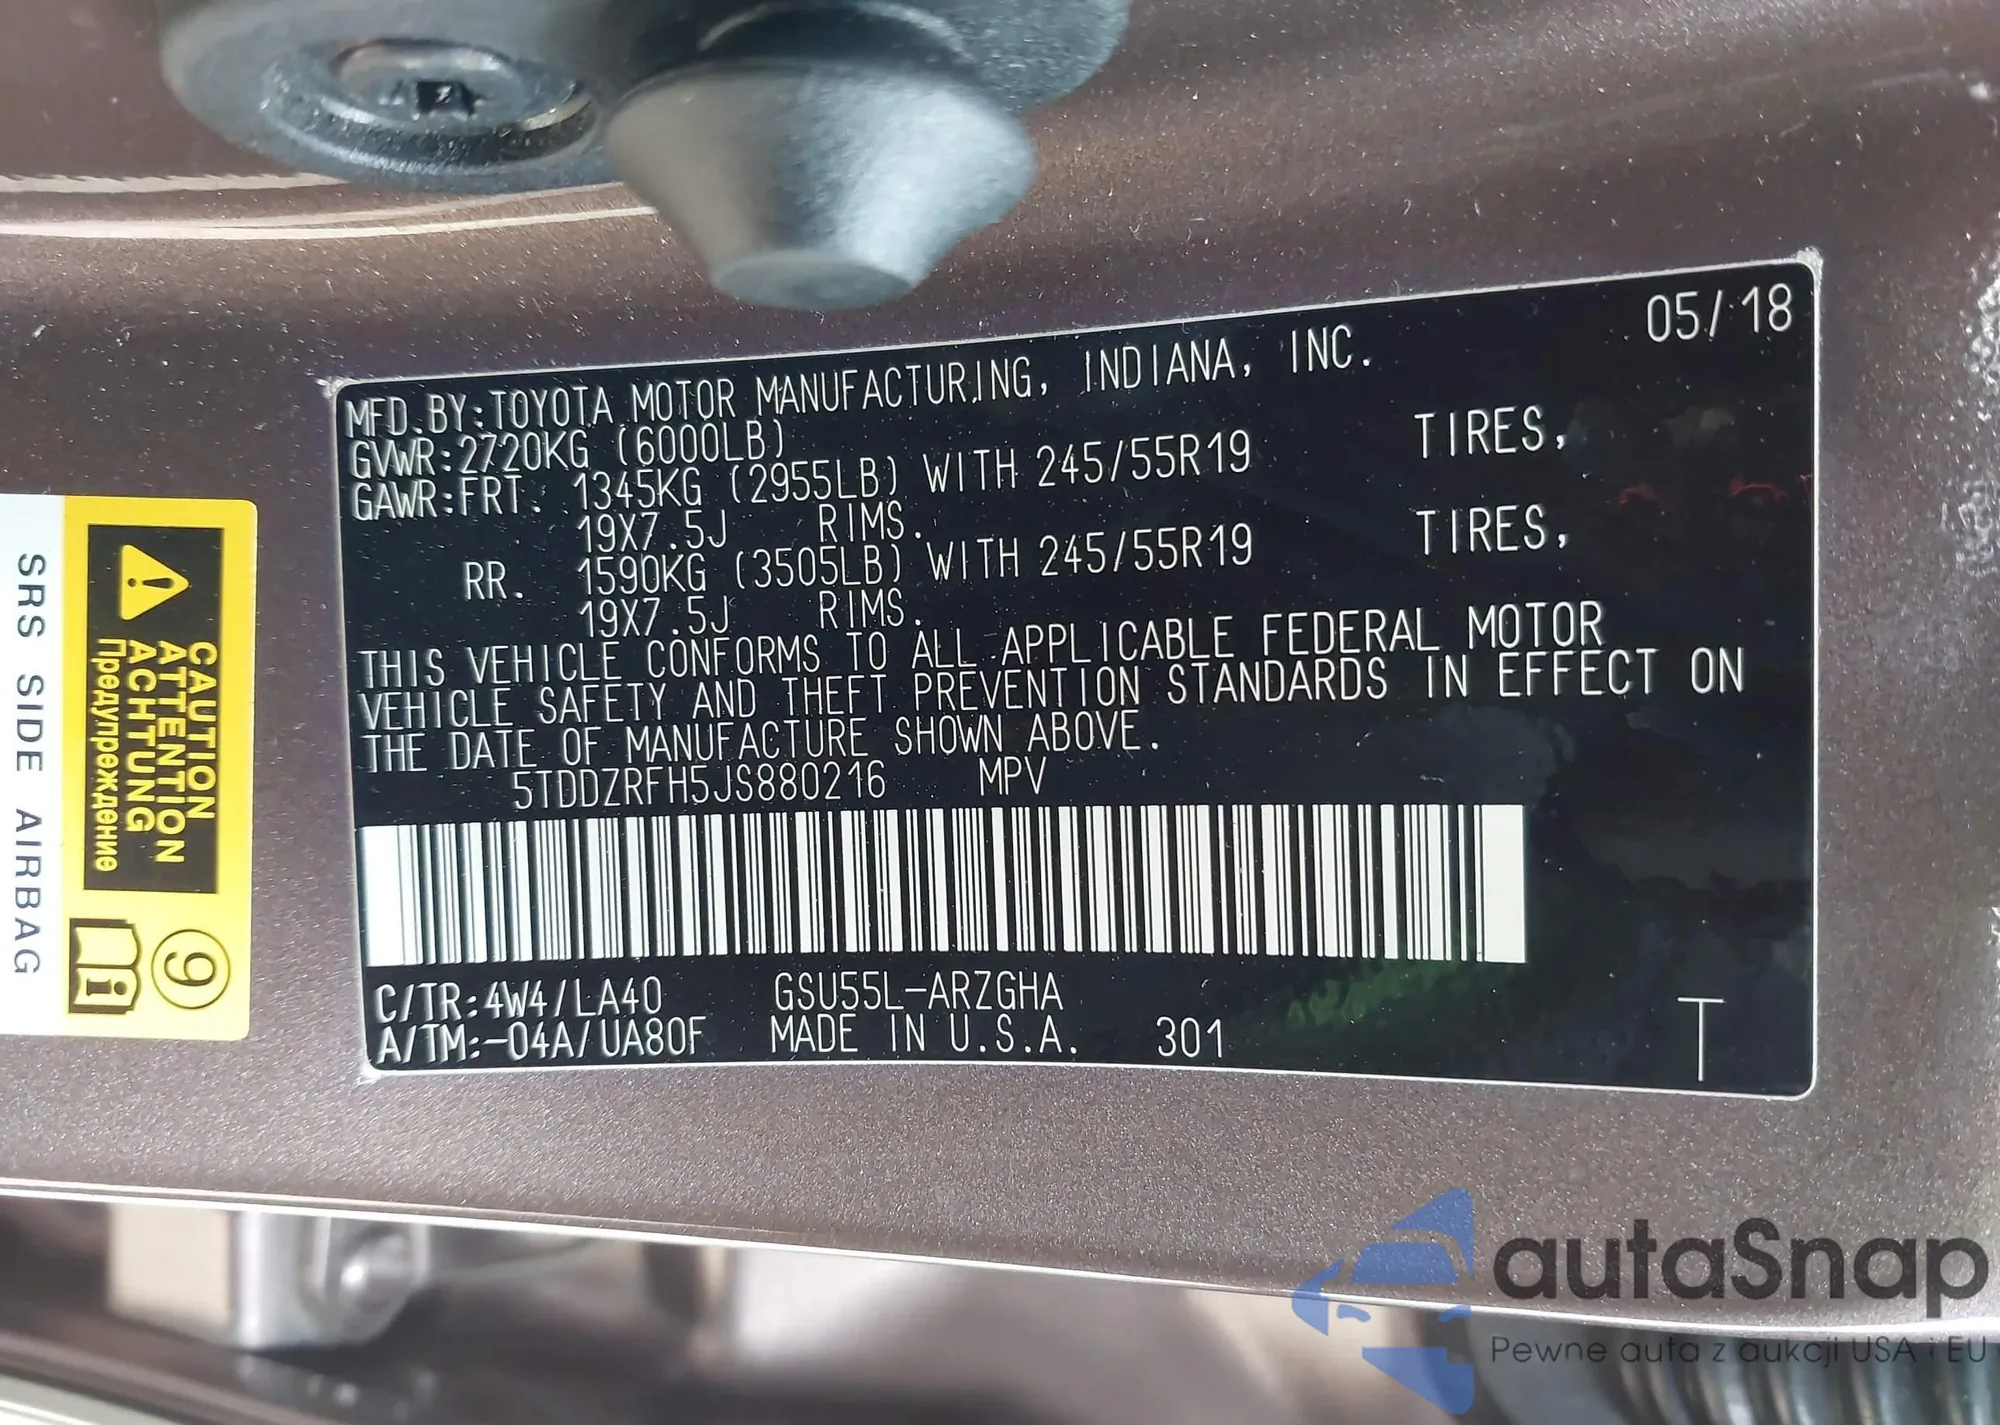 05/18
MFD.BY:TOYOTA MOTOR MANUFACTURING, INDIANA, INC.
GVWR:2720KG (6000LB)
GAWR:FRT. 1345KG (2955LB) WITH 245/55R19 TIRES,
19X7.5J RIMS.
RR. 1590KG (3505LB) WITH 245/55R19 TIRES,
19X7.5J RIMS.
THIS VEHICLE CONFORMS TO ALL APPLICABLE FEDERAL MOTOR
VEHICLE SAFETY AND THEFT PREVENTION STANDARDS IN EFFECT ON
THE DATE OF MANUFACTURE SHOWN ABOVE.
5TDDZRFH5JS880216 MPV
C/TR:4W4/LA40 GSU55L-ARZGHA
A/TM:-04A/UA80F MADE IN U.S.A. 301 T
CAUTION
ATTENTION
ACHTUNG
Предупреждение
9
i
SRS SIDE AIRBAG
autaSnap
Pewne auta z aukcji USA i EU